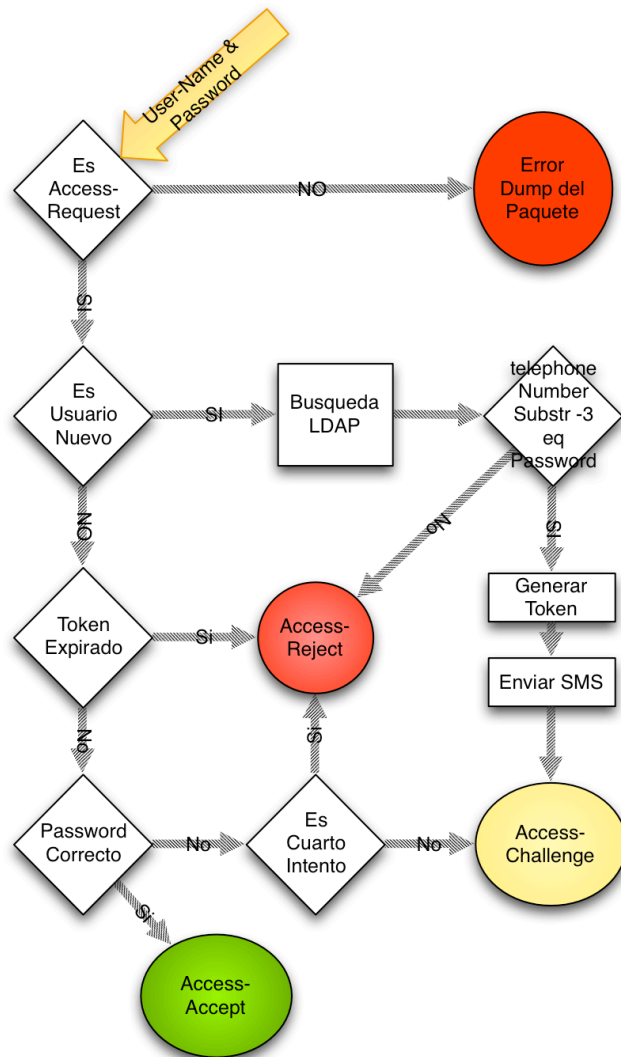 User-Name &
Password
Es
Access-
Request
NO
Error
Dump del
Paquete
SI
Es
Usuario
Nuevo
SI
Busqueda
LDAP
telephone
Number
Substr -3
eq
Password
NO
No
SI
Token
Expirado
Si
Access-
Reject
Generar
Token
Enviar SMS
No
Si
Password
Correcto
No
Es
Cuarto
Intento
No
Access-
Challenge
Si
Access-
Accept